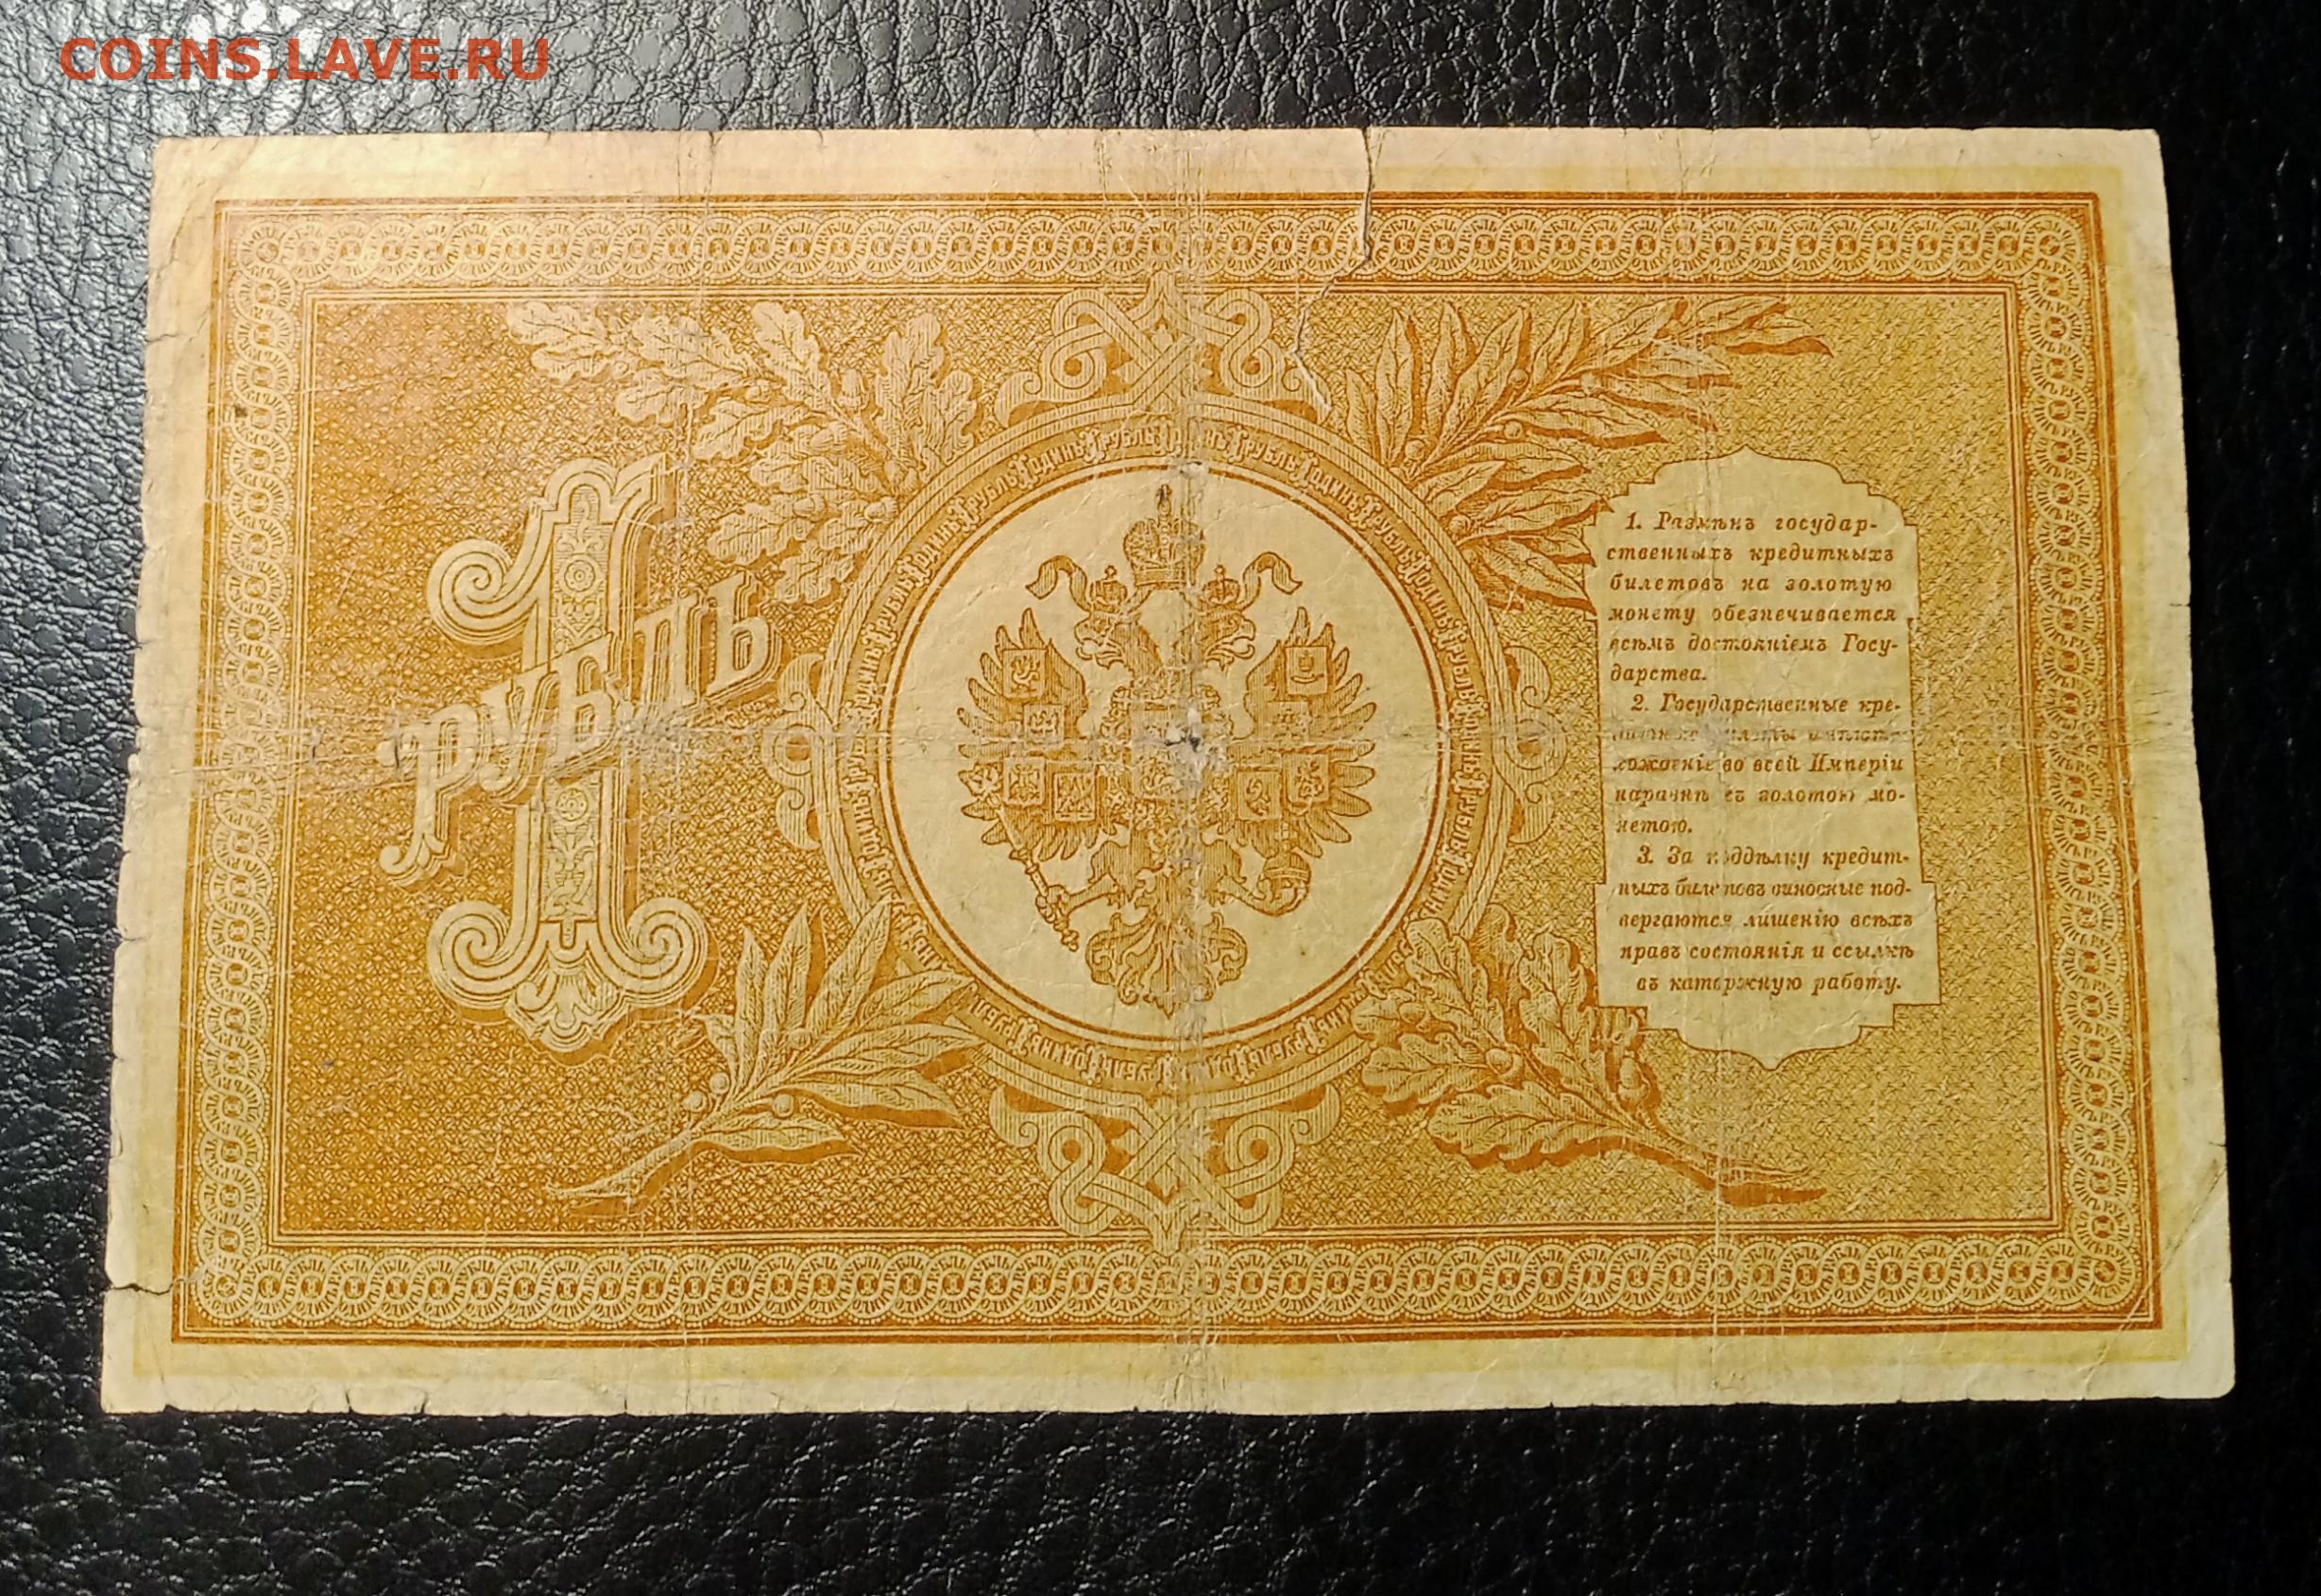 COINS.LAVE.RU
1
РУБЛЬ
1. Размѣнъ государ-
ственныхъ кредитныхъ
билетовъ на золотую
монету обезпечивается
всѣмъ достояніемъ Госу-
дарства.
2. Государственные кре-
билеты имѣютъ
хожденіе во всей Имперіи
наравнѣ съ золотою мо-
нетою.
3. За поддѣлку кредит-
ныхъ билетовъ виновные под-
вергаются лишенію всѣхъ
правъ состоянія и ссылкѣ
въ каторжную работу.